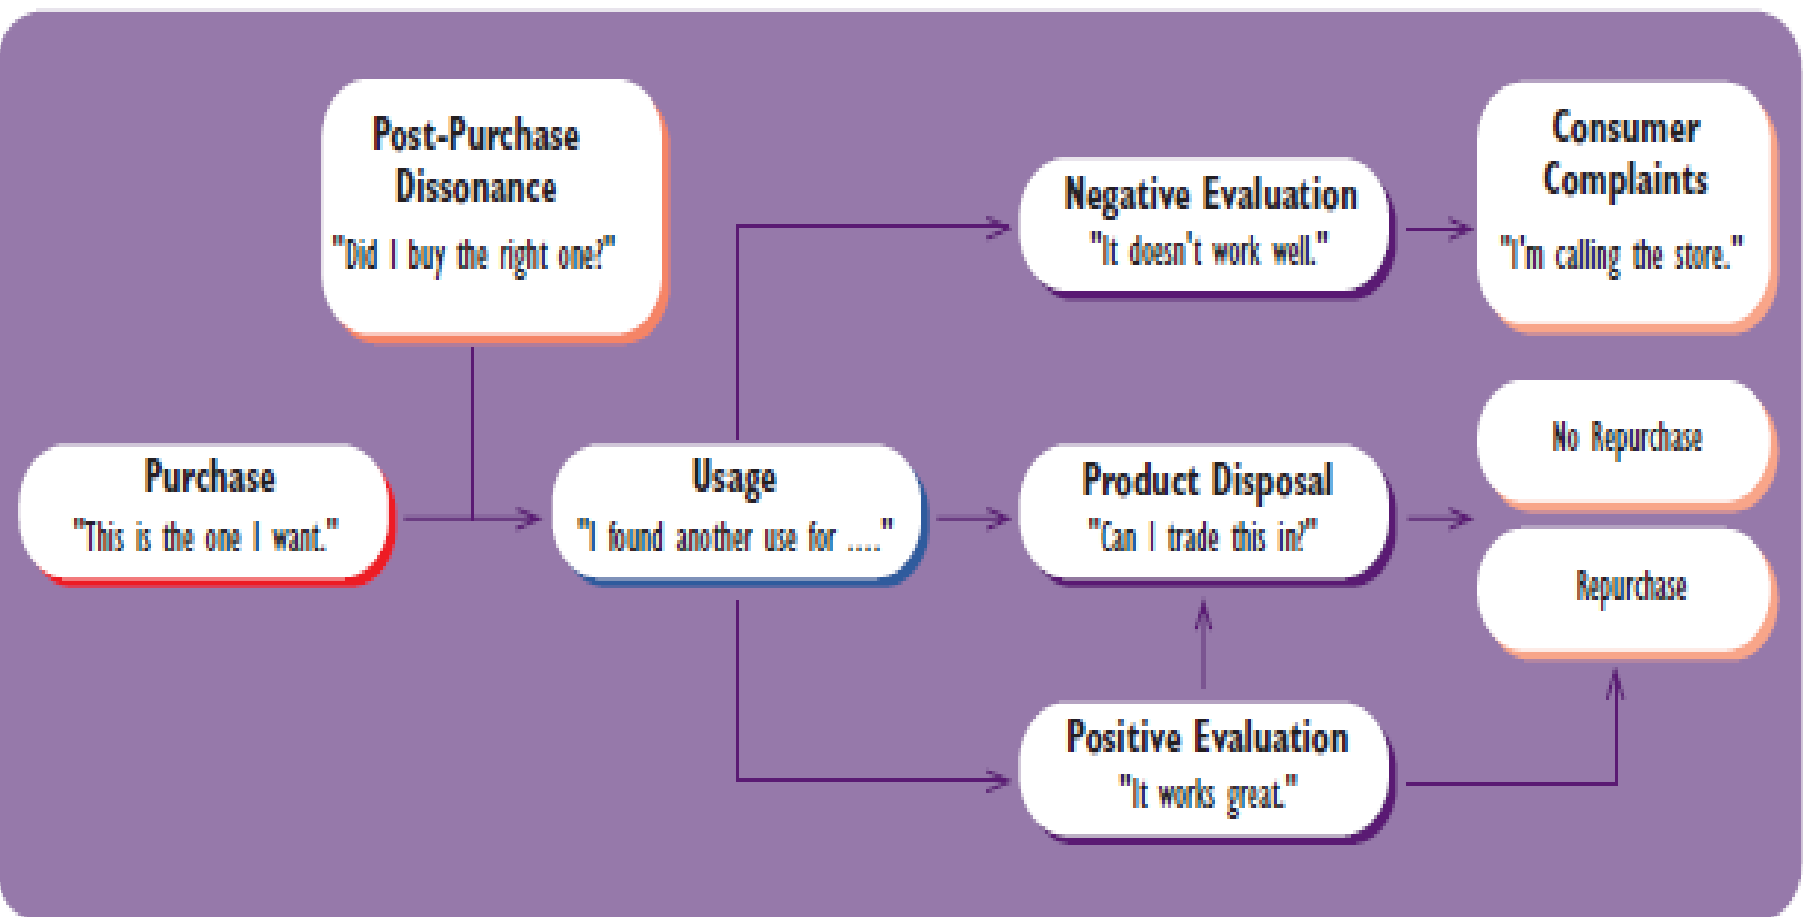 Post-Purchase
Dissonance
"Did I buy the right one?"
Purchase
"This is the one I want."
Usage
"I found another use for ...."
Negative Evaluation
"It doesn't work well."
Consumer
Complaints
"I'm calling the store."
Product Disposal
"Can I trade this in?"
No Repurchase
Repurchase
Positive Evaluation
"It works great."